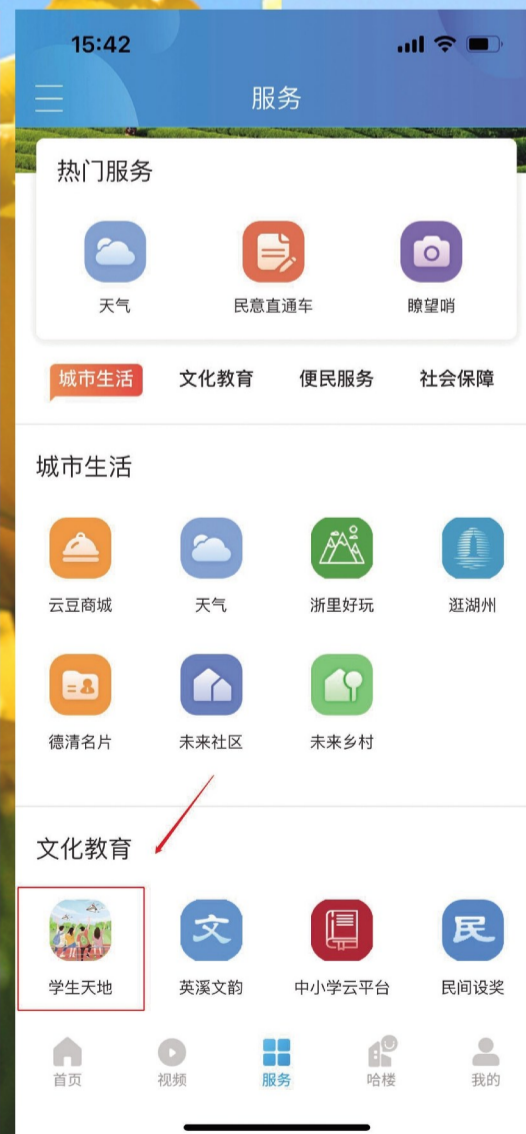 15:42
服务
热门服务
天气
民意直通车
瞭望哨
城市生活
文化教育
便民服务
社会保障
城市生活
云豆商城
天气
浙里好玩
逛湖州
德清名片
未来社区
未来乡村
文化教育
文
民
学生天地
英溪文韵
中小学云平台
民间设奖
首页
视频
服务
哈楼
我的